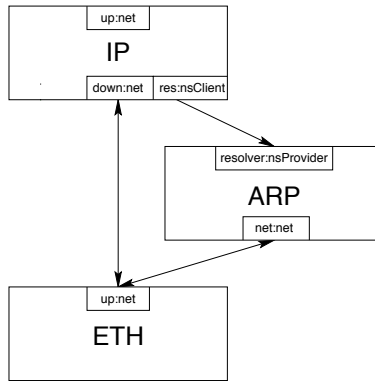 up:net
IP
down:net res:nsClient
resolver:nsProvider
ARP
net:net
up:net
ETH